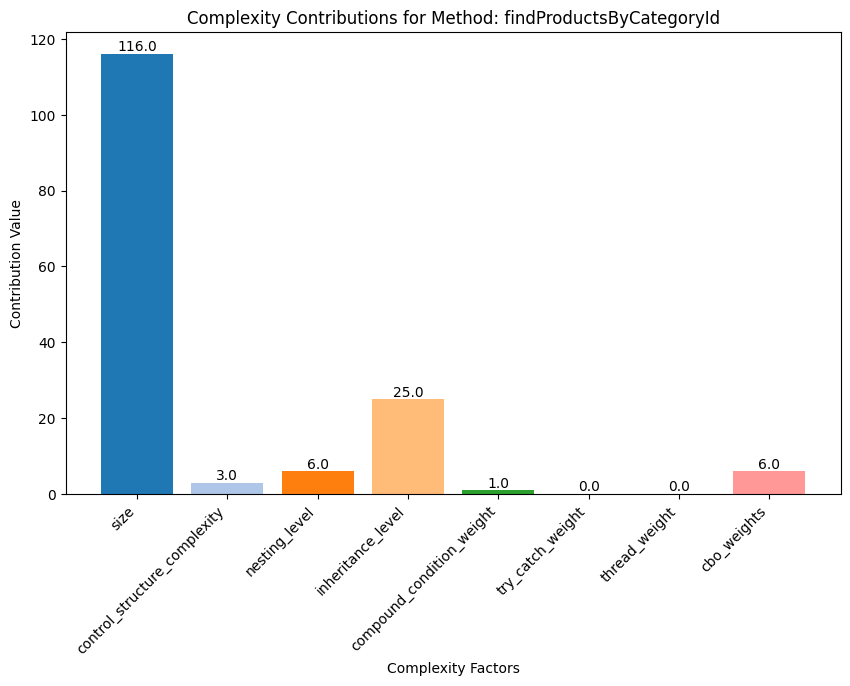 Complexity Contributions for Method: findProductsByCategoryId
Contribution Value
120
100
80
60
40
20
0
116.0
3.0
6.0
25.0
1.0
0.0
0.0
6.0
size
control_structure_complexity
nesting_level
inheritance_level
compound_condition_weight
try_catch_weight
thread_weight
cbo_weights
Complexity Factors